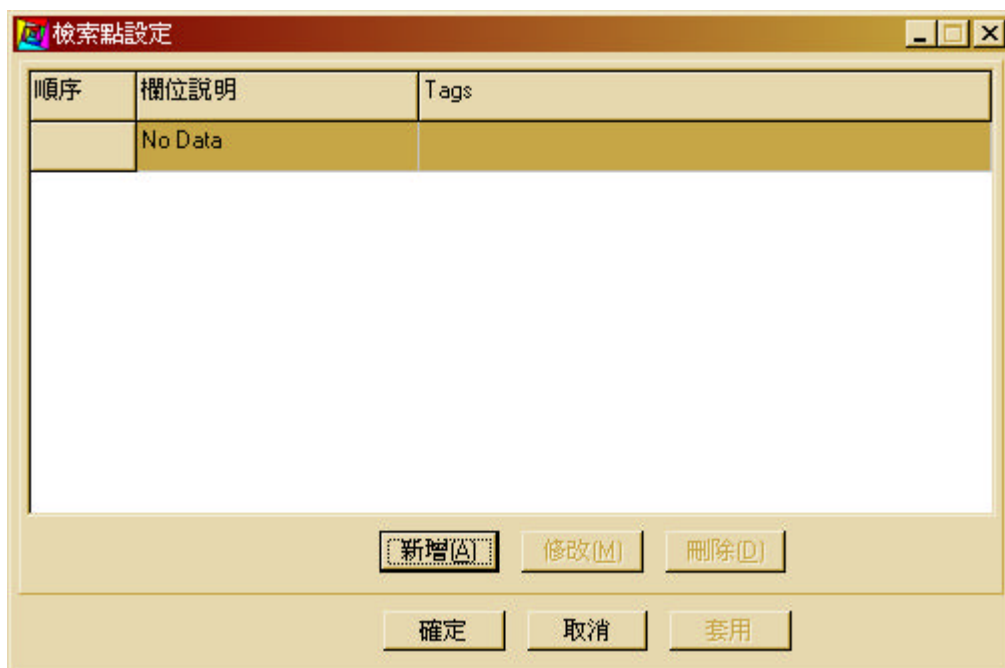 檢索點設定
順序 欄位說明 Tags
No Data
新增(A) 修改(M) 刪除(D)
確定 取消 套用